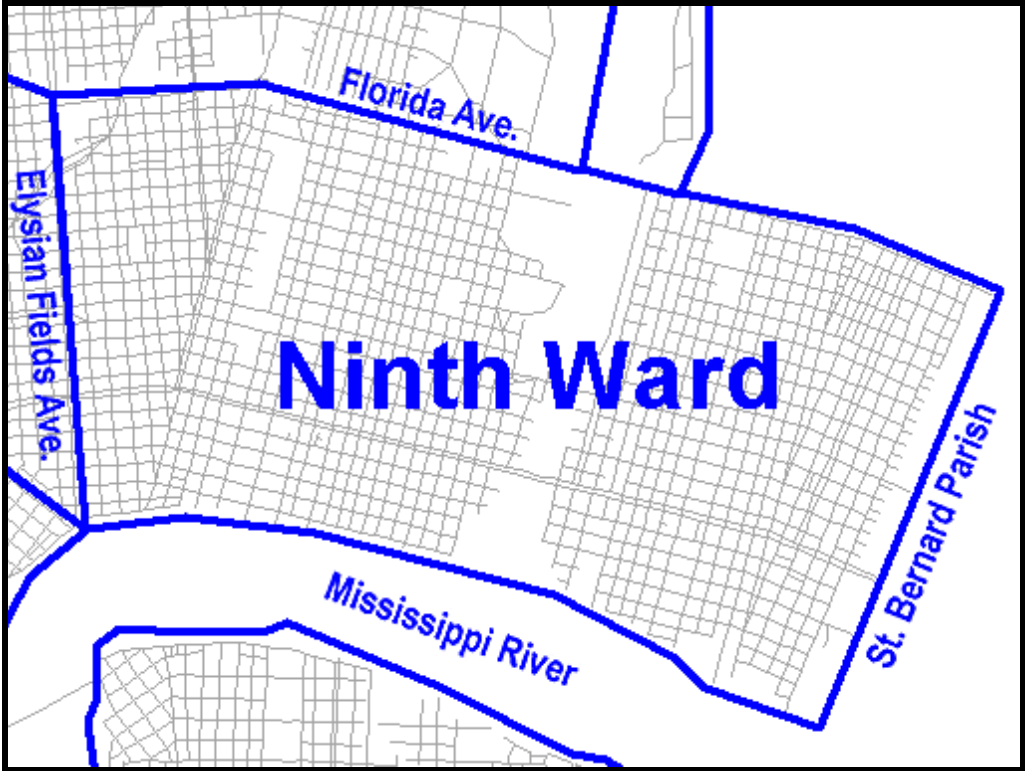 Florida Ave.
Elysian Fields Ave.
Ninth Ward
St. Bernard Parish
Mississippi River